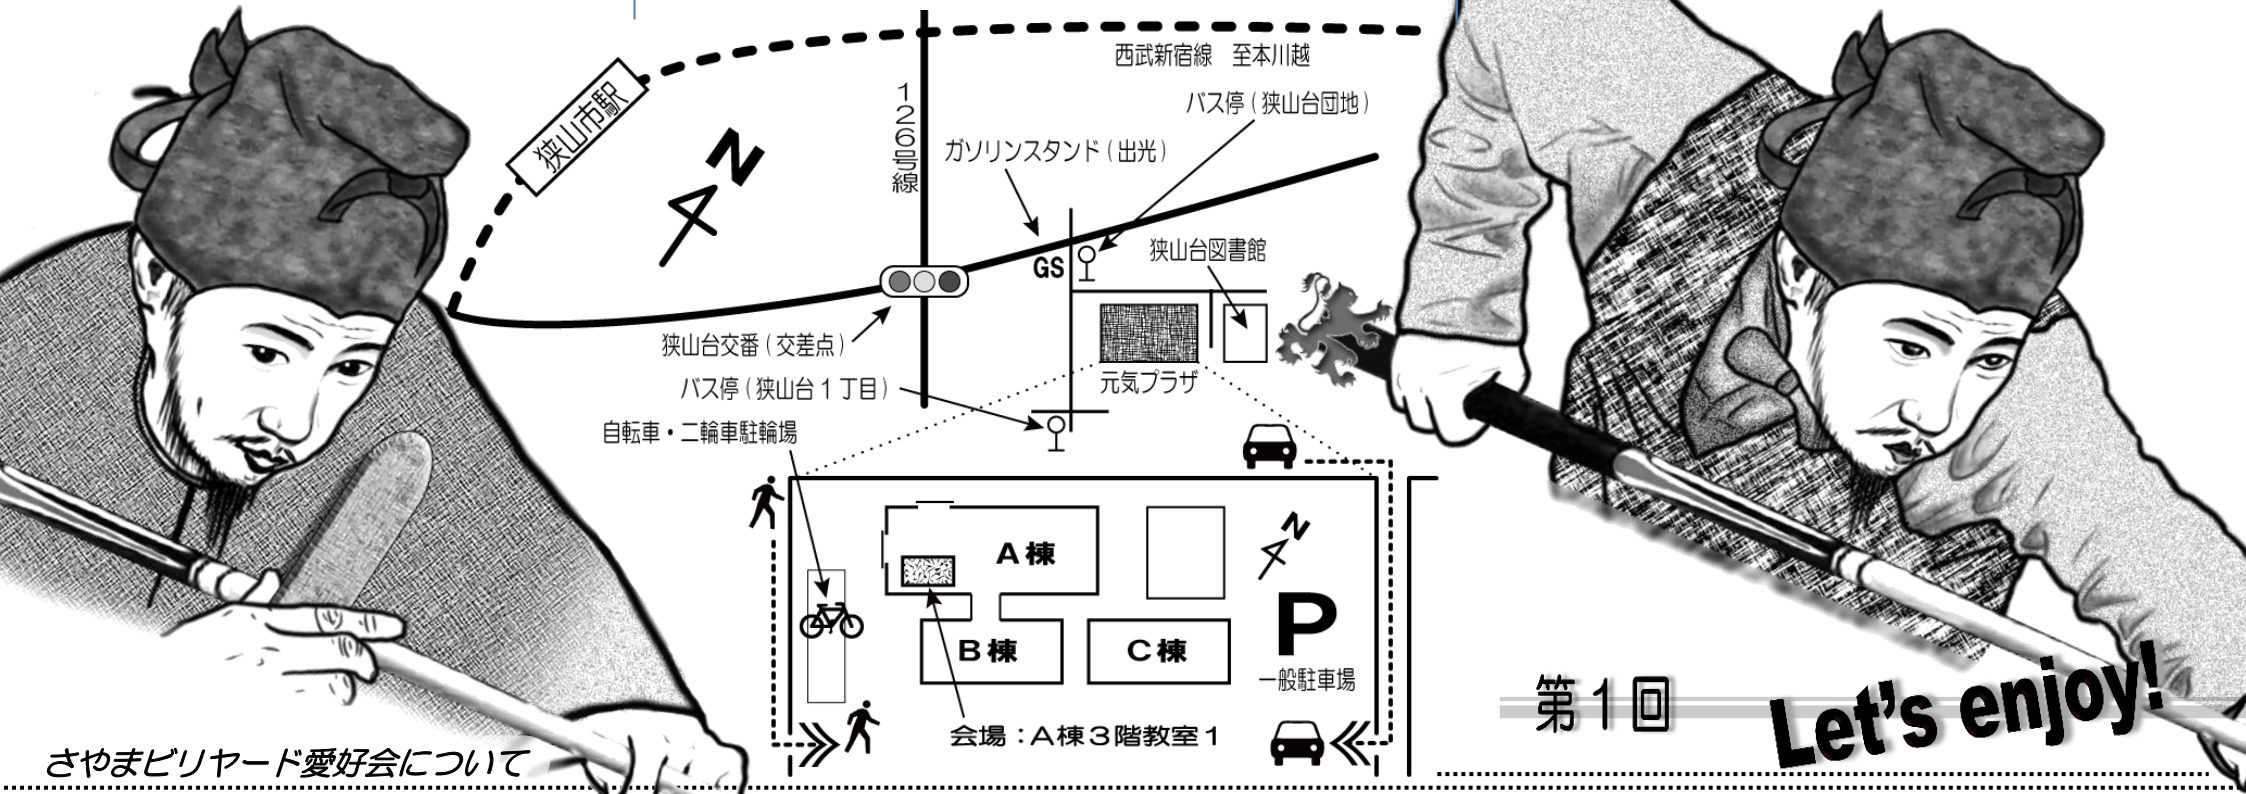 西武新宿線　至本川越
バス停(狭山台団地)
狭山市駅
126号線
N
ガソリンスタンド(出光)
狭山台図書館
GS
狭山台交番(交差点)
バス停(狭山台1丁目)
元気プラザ
自転車・二輪車駐輪場
N
A棟
P
B棟
C棟
一般駐車場
会場：A棟3階教室1
さやまビリヤード愛好会について
第1回
Let's enjoy!